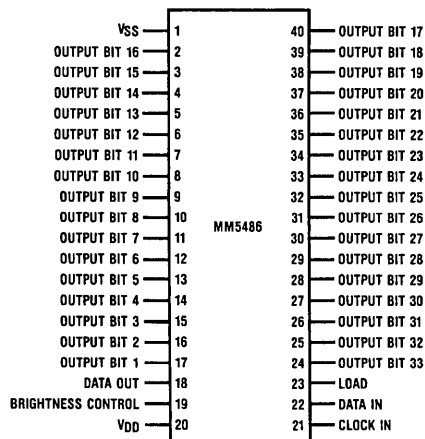 VSS 1 40 OUTPUT BIT 17
OUTPUT BIT 16 2 39 OUTPUT BIT 18
OUTPUT BIT 15 3 38 OUTPUT BIT 19
OUTPUT BIT 14 4 37 OUTPUT BIT 20
OUTPUT BIT 13 5 36 OUTPUT BIT 21
OUTPUT BIT 12 6 35 OUTPUT BIT 22
OUTPUT BIT 11 7 34 OUTPUT BIT 23
OUTPUT BIT 10 8 33 OUTPUT BIT 24
OUTPUT BIT 9 9 32 OUTPUT BIT 25
OUTPUT BIT 8 10 31 OUTPUT BIT 26
MM5486
OUTPUT BIT 7 11 30 OUTPUT BIT 27
OUTPUT BIT 6 12 29 OUTPUT BIT 28
OUTPUT BIT 5 13 28 OUTPUT BIT 29
OUTPUT BIT 4 14 27 OUTPUT BIT 30
OUTPUT BIT 3 15 26 OUTPUT BIT 31
OUTPUT BIT 2 16 25 OUTPUT BIT 32
OUTPUT BIT 1 17 24 OUTPUT BIT 33
DATA OUT 18 23 LOAD
BRIGHTNESS CONTROL 19 22 DATA IN
VDD 20 21 CLOCK IN